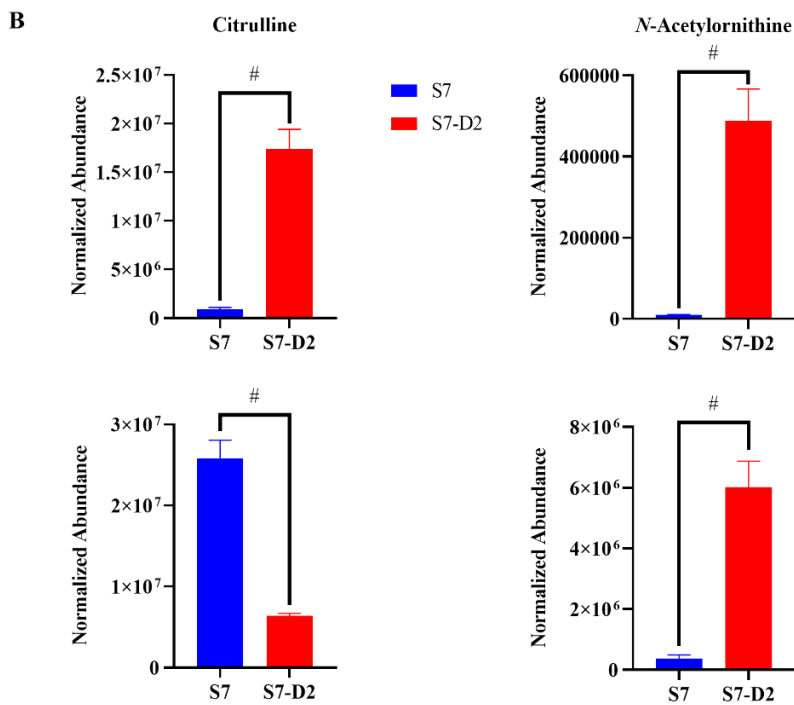 B
Citrulline
Normalized Abundance
2.5×10⁷
2×10⁷
1.5×10⁷
1×10⁷
5×10⁶
0
#
S7
S7-D2
S7
S7-D2
N-Acetylornithine
Normalized Abundance
600000
400000
200000
0
#
S7
S7-D2
Normalized Abundance
3×10⁷
2×10⁷
1×10⁷
0
#
S7
S7-D2
Normalized Abundance
8×10⁶
6×10⁶
4×10⁶
2×10⁶
0
#
S7
S7-D2